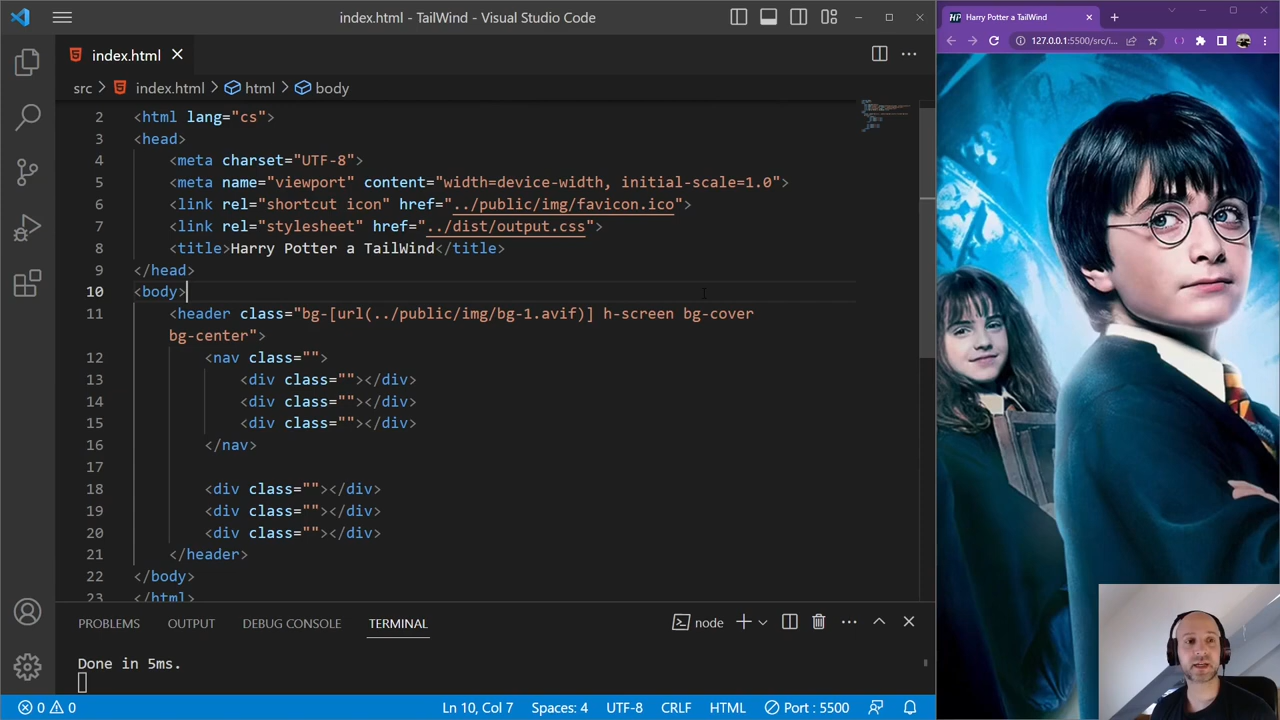 index.html - TailWind - Visual Studio Code
index.html
src > index.html > html > body
2 <html lang="cs">
3 <head>
4 <meta charset="UTF-8">
5 <meta name="viewport" content="width=device-width, initial-scale=1.0">
6 <link rel="shortcut icon" href="../public/img/favicon.ico">
7 <link rel="stylesheet" href="../dist/output.css">
8 <title>Harry Potter a TailWind</title>
9 </head>
10 <body>
11 <header class="bg-[url(../public/img/bg-1.avif)] h-screen bg-cover
bg-center">
12 <nav class="">
13 <div class=""></div>
14 <div class=""></div>
15 <div class=""></div>
16 </nav>
17
18 <div class=""></div>
19 <div class=""></div>
20 <div class=""></div>
21 </header>
22 </body>
23 </html>
PROBLEMS OUTPUT DEBUG CONSOLE TERMINAL node
Done in 5ms.
0 0 Ln 10, Col 7 Spaces: 4 UTF-8 CRLF HTML Port : 5500
HP Harry Potter a TailWind
127.0.0.1:5500/src/i...